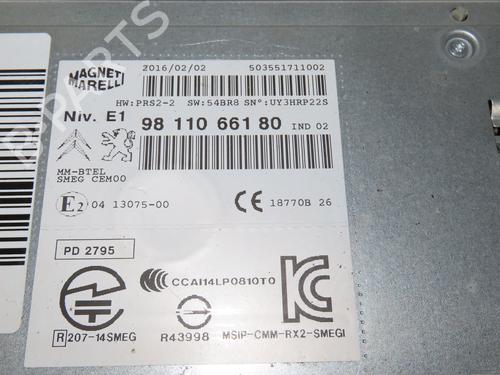 MAGNETI MARELLI
2016/02/02 503551711002
HW:PRS2-2 SW:54BR8 SN°:UY3HRP22S
Niv. E1 98 110 661 80 IND 02
MM-BTEL
SMEG CEM00
E2 04 13075-00 CE 18770B 26
PD 2795
CCAI14LP0810T0
R 207-14SMEG R43998 MSIP-CMM-RX2-SMEGI